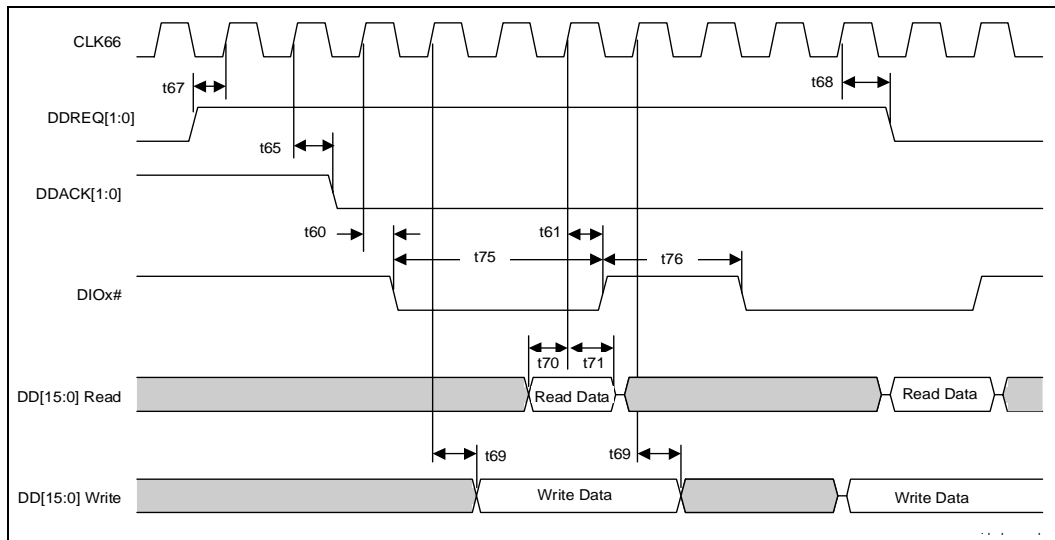 CLK66
t67
t68
DDREQ[1:0]
t65
DDACK[1:0]
t60
t61
t75
t76
DIOx#
t70
t71
DD[15:0] Read
Read Data
Read Data
t69
t69
DD[15:0] Write
Write Data
Write Data